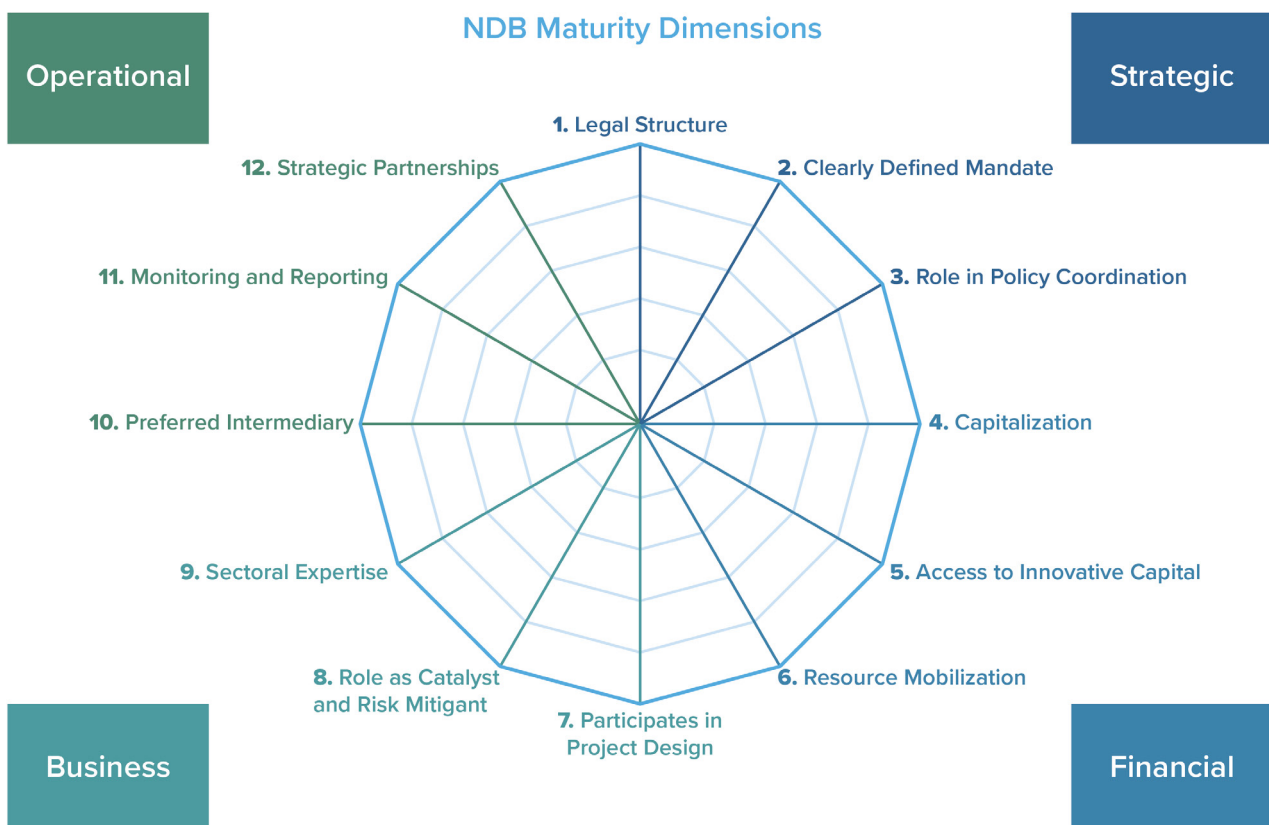 NDB Maturity Dimensions
Operational
Strategic
1. Legal Structure
2. Clearly Defined Mandate
3. Role in Policy Coordination
4. Capitalization
5. Access to Innovative Capital
6. Resource Mobilization
7. Participates in
Project Design
8. Role as Catalyst
and Risk Mitigant
9. Sectoral Expertise
10. Preferred Intermediary
11. Monitoring and Reporting
12. Strategic Partnerships
Business
Financial